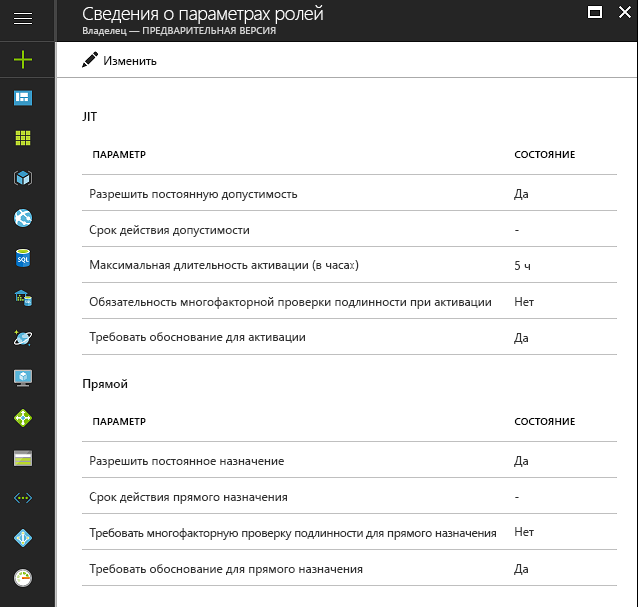 Сведения о параметрах ролей
Владелец — ПРЕДВАРИТЕЛЬНАЯ ВЕРСИЯ
Изменить
JIT
ПАРАМЕТР СОСТОЯНИЕ
Разрешить постоянную допустимость Да
Срок действия допустимости -
Максимальная длительность активации (в часах) 5 ч
Обязательность многофакторной проверки подлинности при активации Нет
Требовать обоснование для активации Да
Прямой
ПАРАМЕТР СОСТОЯНИЕ
Разрешить постоянное назначение Да
Срок действия прямого назначения -
Требовать многофакторную проверку подлинности для прямого назначения Нет
Требовать обоснование для прямого назначения Да
SQL